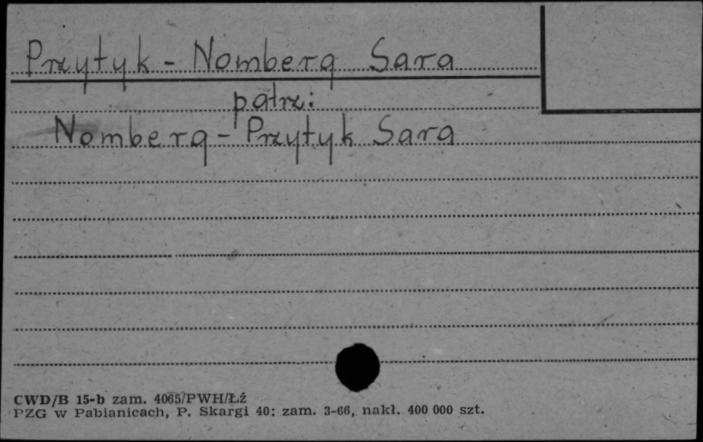 Przytyk - Nomberg Sara
patrz:
Nomberg - Przytyk Sara
CWD/B 15-b zam. 4065/PWH/Łź
PZG w Pabianicach, P. Skargi 40; zam. 3-66, nakł. 400 000 szt.